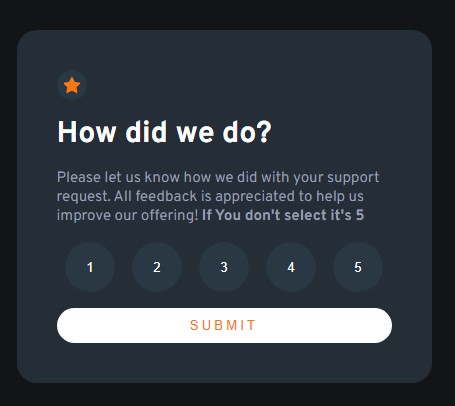 How did we do?
Please let us know how we did with your support
request. All feedback is appreciated to help us
improve our offering! If You don't select it's 5
1 2 3 4 5
SUBMIT